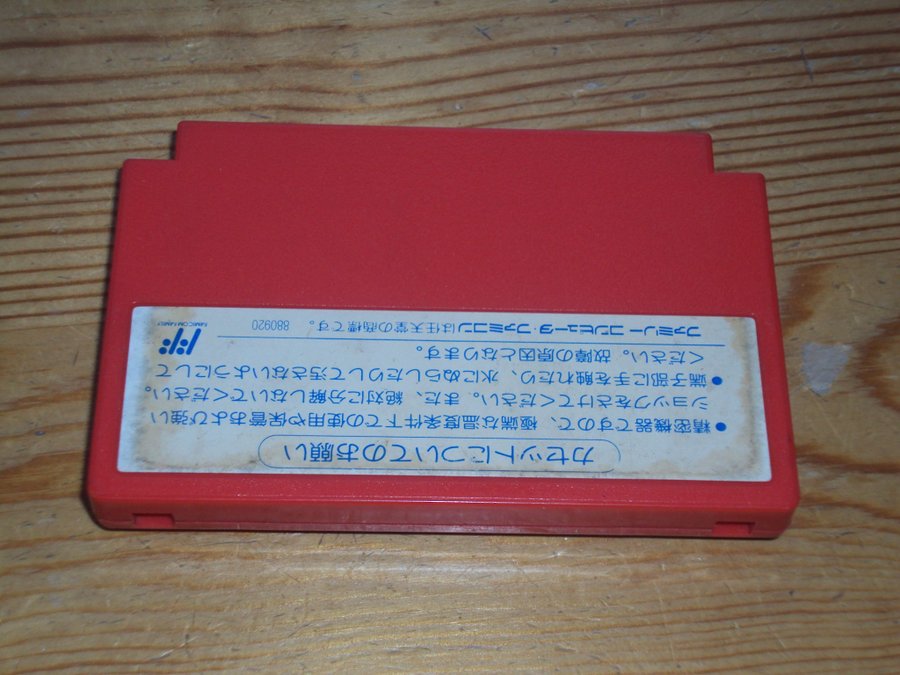 カセットについてのお願い
●精密機器ですので、極端な温度条件下での使用や保管および強い
ショックをさけてください。また、絶対に分解しないでください。
●端子部に手を触れたり、水にぬらしたりして汚さないようにして
ください。故障の原因となります。
ファミリーコンピュータ・ファミコンは任天堂の商標です。 880920
FAMICOM FAMILY